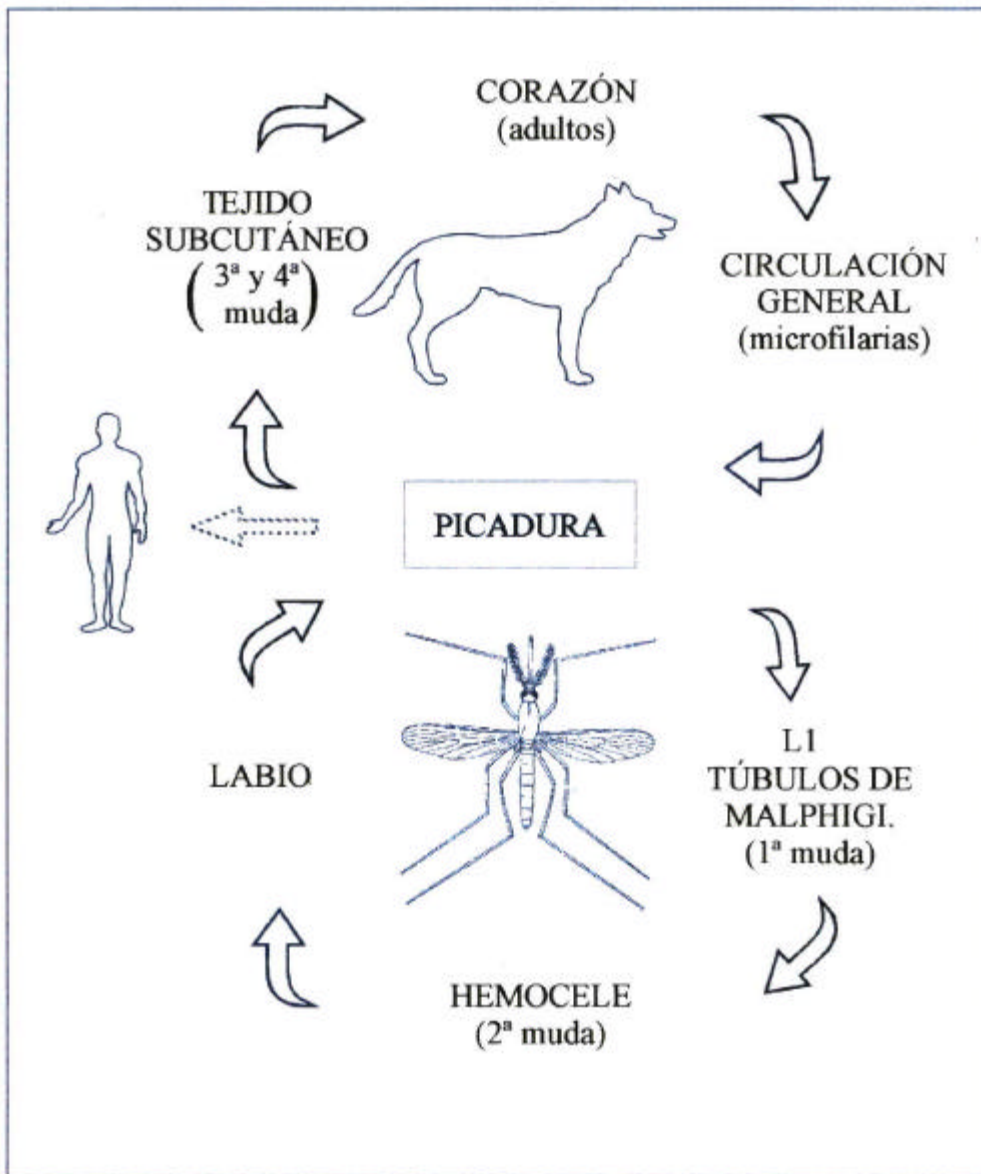 CORAZÓN
(adultos)
TEJIDO
SUBCUTÁNEO
(3ª y 4ª
muda)
CIRCULACIÓN
GENERAL
(microfilarias)
PICADURA
LABIO
L1
TÚBULOS DE
MALPHIGI.
(1ª muda)
HEMOCELE
(2ª muda)